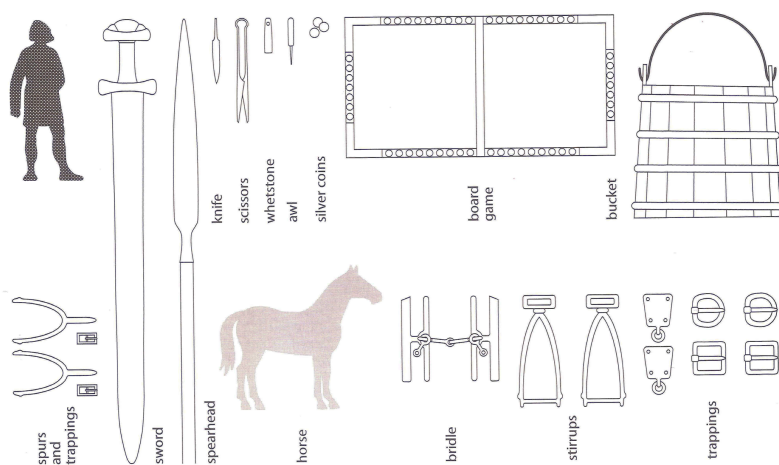 knife
scissors
whetstone
awl
silver coins
board
game
bucket
spurs
and
trappings
sword
spearhead
horse
bridle
stirrups
trappings